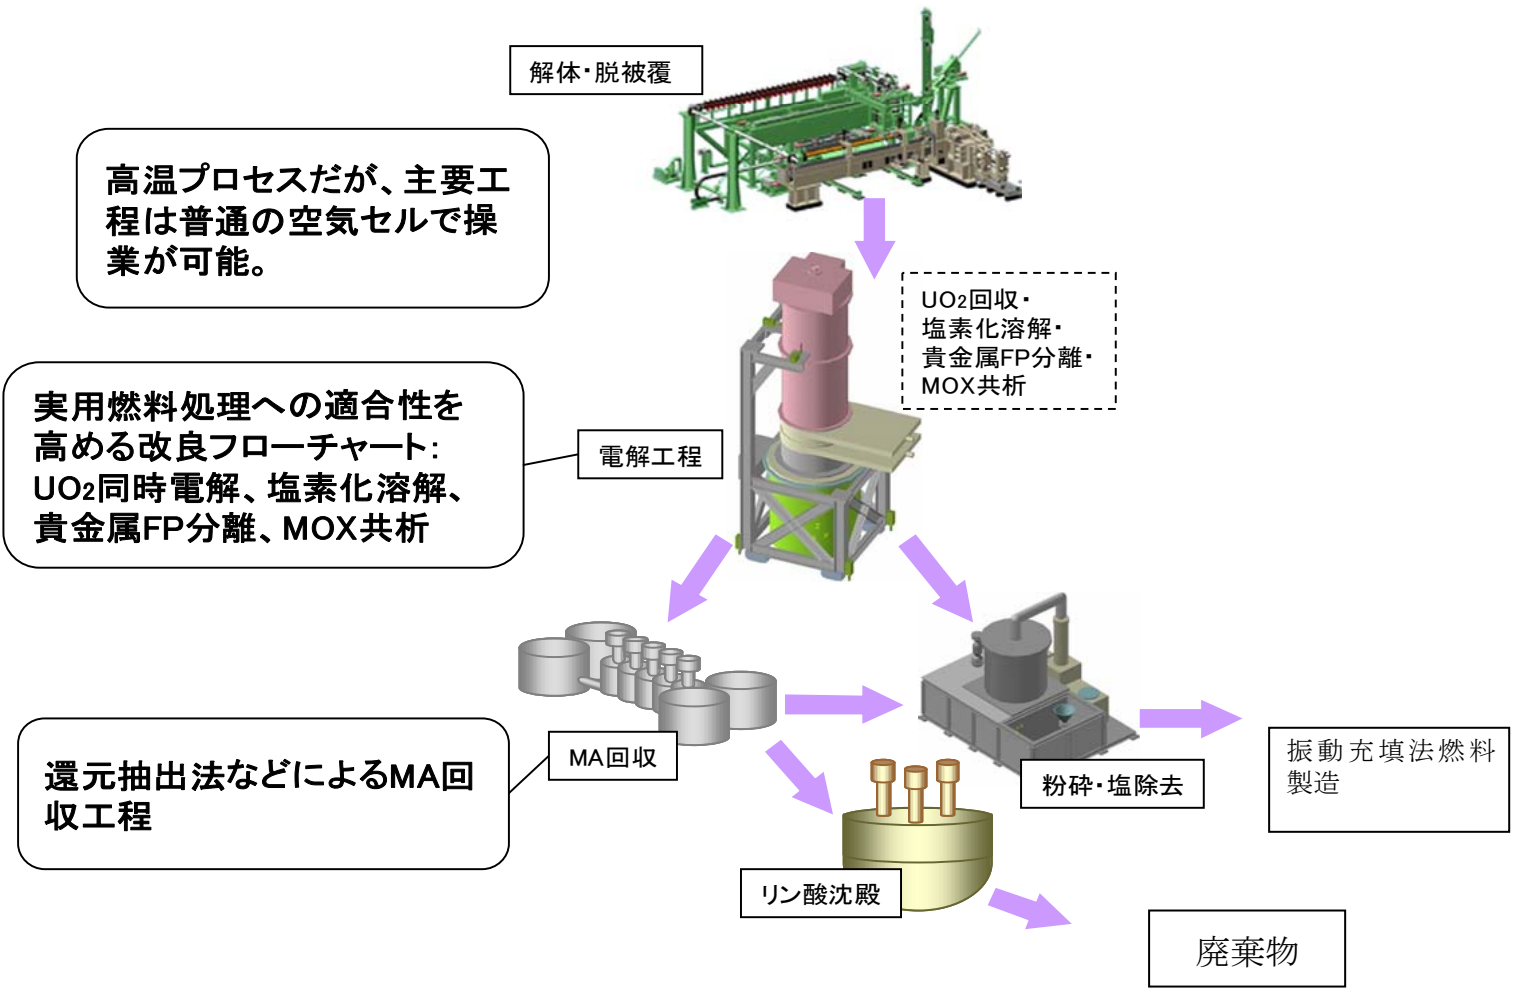 解体・脱被覆
高温プロセスだが、主要工
程は普通の空気セルで操
業が可能。
UO2回収・
塩素化溶解・
貴金属FP分離・
MOX共析
実用燃料処理への適合性を
高める改良フローチャート:
UO2同時電解、塩素化溶解、
貴金属FP分離、MOX共析
電解工程
還元抽出法などによるMA回
収工程
MA回収
粉砕・塩除去
振動充填法燃料
製造
リン酸沈殿
廃棄物